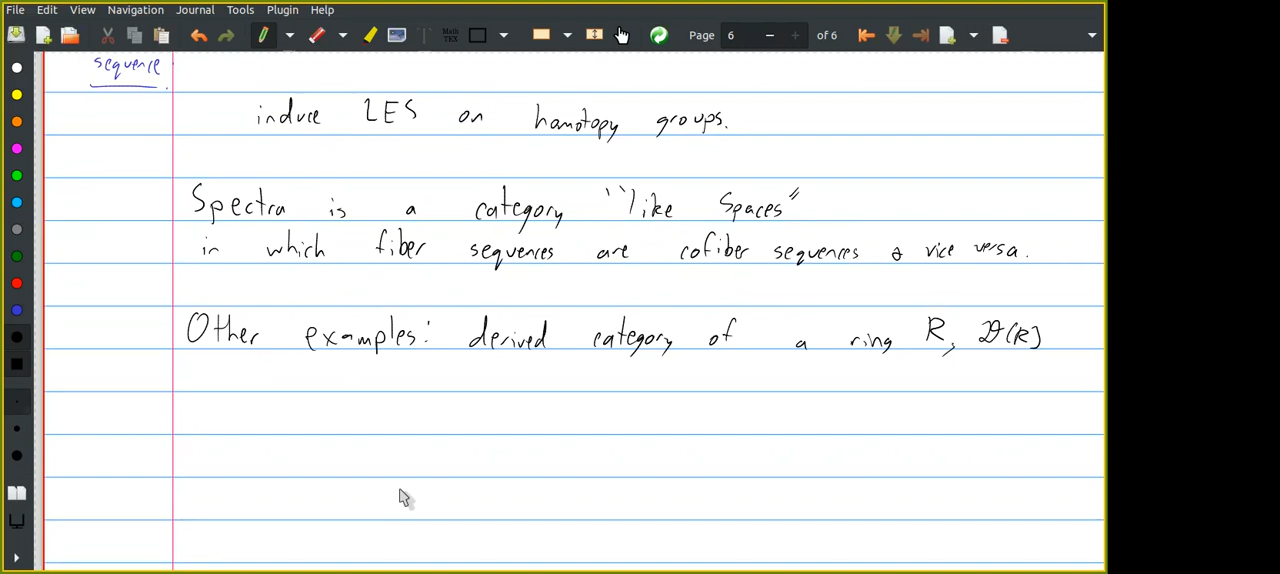 File Edit View Navigation Journal Tools Plugin Help
Math TEX Page 6 of 6
sequence
induce LES on homotopy groups.
Spectra is a category "like Spaces"
in which fiber sequences are cofiber sequences & vice versa.
Other examples: derived category of a ring R, 𝒟(R)